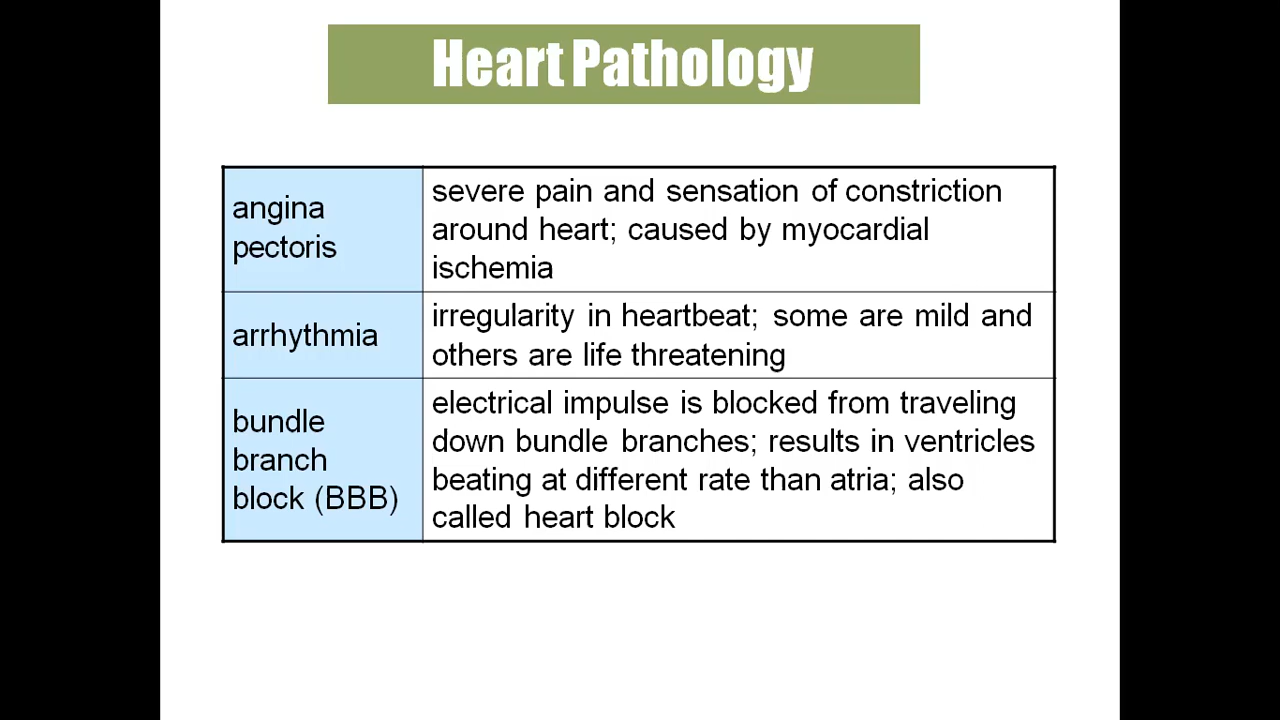 Heart Pathology
angina
pectoris
severe pain and sensation of constriction
around heart; caused by myocardial
ischemia
arrhythmia
irregularity in heartbeat; some are mild and
others are life threatening
bundle
branch
block (BBB)
electrical impulse is blocked from traveling
down bundle branches; results in ventricles
beating at different rate than atria; also
called heart block